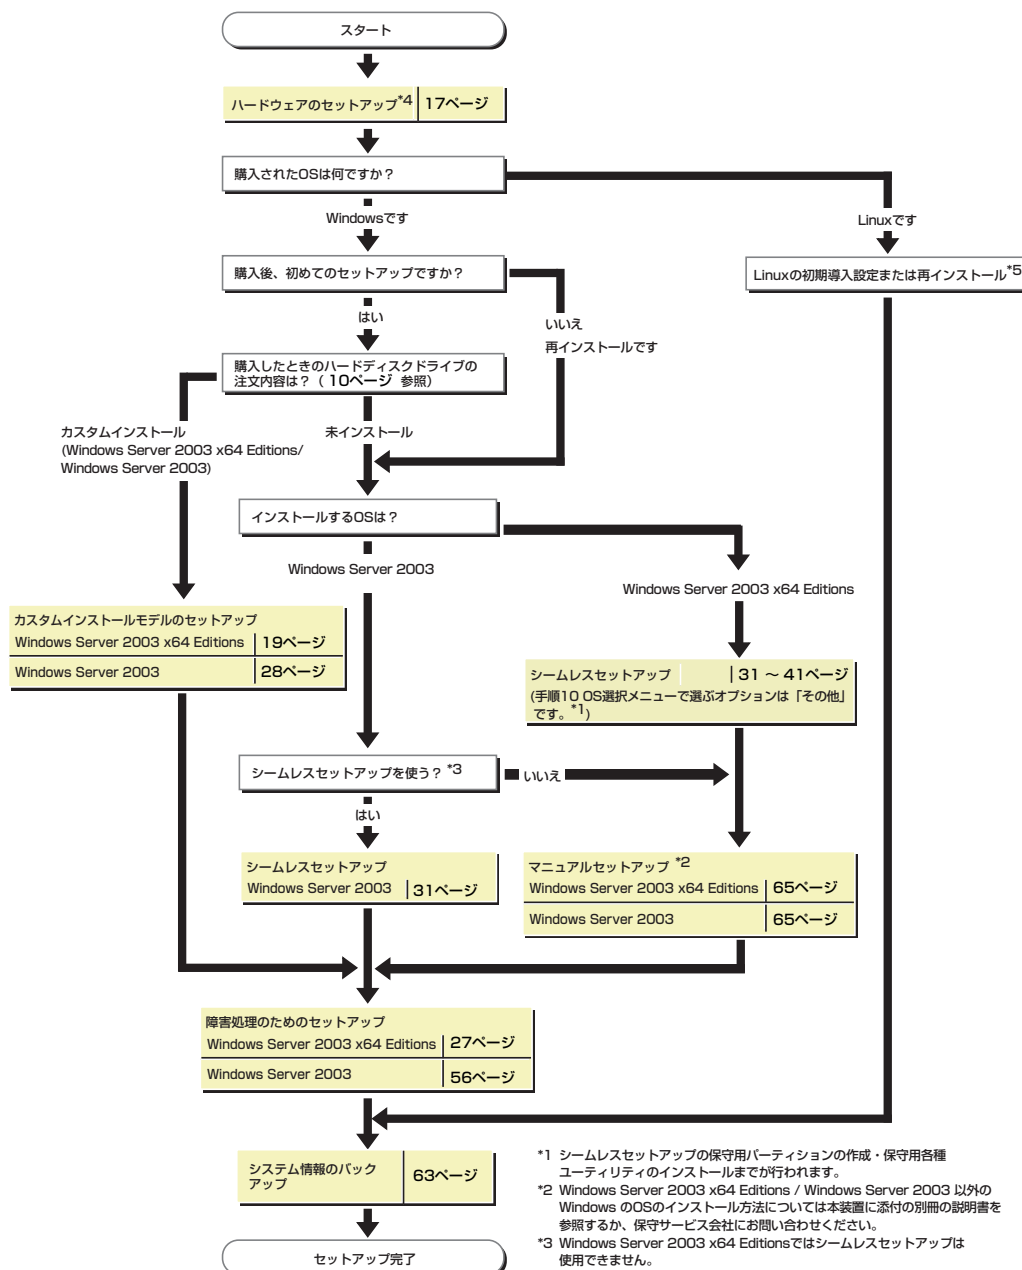 スタート
ハードウェアのセットアップ*4 17ページ
購入されたOSは何ですか？
Windowsです
Linuxです
購入後、初めてのセットアップですか？
Linuxの初期導入設定または再インストール*5
はい
いいえ
再インストールです
購入したときのハードディスクドライブの
注文内容は？（ 10ページ 参照）
カスタムインストール
(Windows Server 2003 x64 Editions/
Windows Server 2003)
未インストール
インストールするOSは？
Windows Server 2003
Windows Server 2003 x64 Editions
カスタムインストールモデルのセットアップ
Windows Server 2003 x64 Editions 19ページ
Windows Server 2003 28ページ
シームレスセットアップ 31 ～ 41ページ
(手順10 OS選択メニューで選ぶオプションは「その他」
です。*1)
シームレスセットアップを使う？ *3
いいえ
はい
シームレスセットアップ
Windows Server 2003 31ページ
マニュアルセットアップ *2
Windows Server 2003 x64 Editions 65ページ
Windows Server 2003 65ページ
障害処理のためのセットアップ
Windows Server 2003 x64 Editions 27ページ
Windows Server 2003 56ページ
システム情報のバック
アップ
63ページ
セットアップ完了
*1 シームレスセットアップの保守用パーティションの作成・保守用各種
ユーティリティのインストールまでが行われます。
*2 Windows Server 2003 x64 Editions / Windows Server 2003 以外の
Windows のOSのインストール方法については本装置に添付の別冊の説明書を
参照するか、保守サービス会社にお問い合わせください。
*3 Windows Server 2003 x64 Editionsではシームレスセットアップは
使用できません。